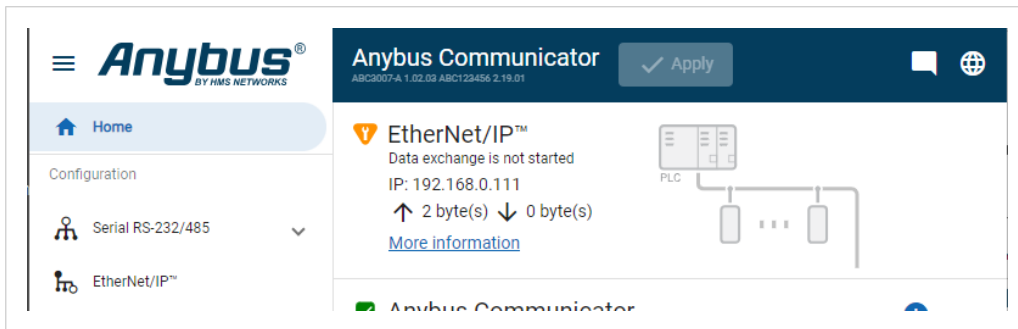 Anybus®
BY HMS NETWORKS
Home
Configuration
Serial RS-232/485
EtherNet/IP™
Anybus Communicator
ABC3007-A 1.02.03 ABC123456 2.19.01
Apply
EtherNet/IP™
Data exchange is not started
IP: 192.168.0.111
2 byte(s) 0 byte(s)
More information
PLC
Anybus Communicator